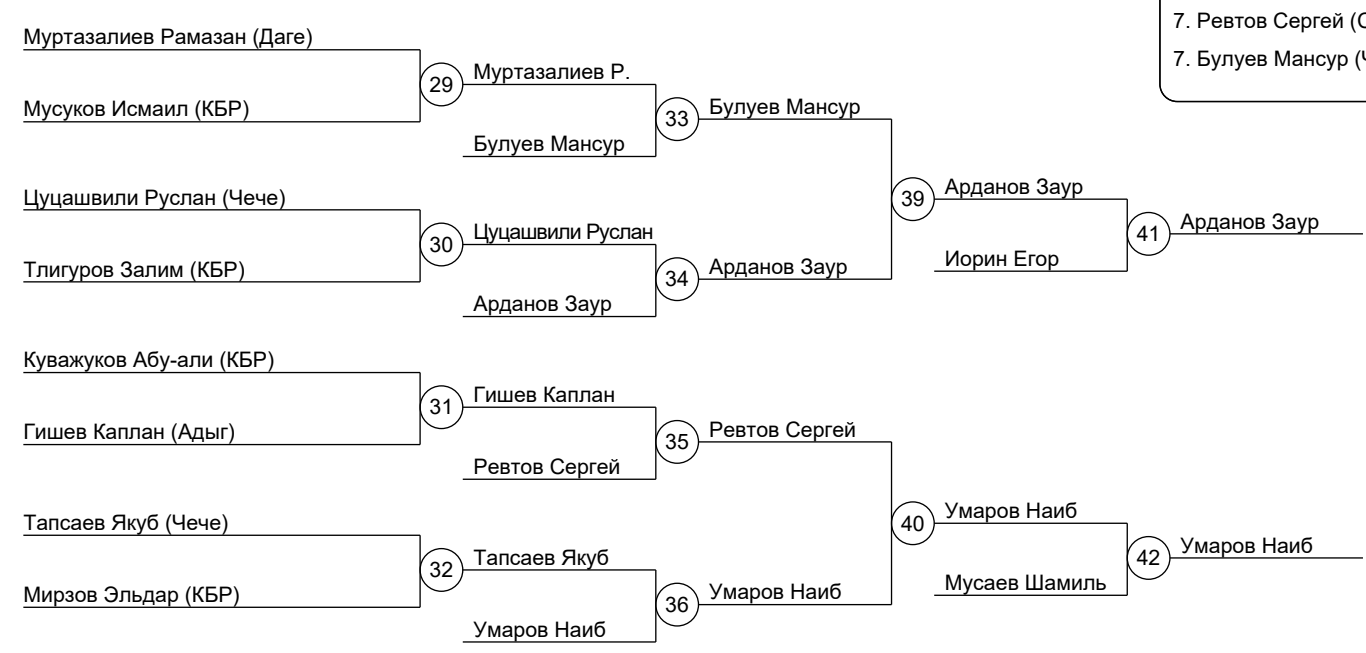 7. Ревтов Сергей (
7. Булуев Мансур (
Муртазалиев Рамазан (Даге)
Мусуков Исмаил (КБР)
29
Муртазалиев Р.
Булуев Мансур
33
Булуев Мансур
Цуцашвили Руслан (Чече)
Тлигуров Залим (КБР)
30
Цуцашвили Руслан
Арданов Заур
34
Арданов Заур
39
Арданов Заур
Иорин Егор
41
Арданов Заур
Куважуков Абу-али (КБР)
Гишев Каплан (Адыг)
31
Гишев Каплан
Ревтов Сергей
35
Ревтов Сергей
Тапсаев Якуб (Чече)
Мирзов Эльдар (КБР)
32
Тапсаев Якуб
Умаров Наиб
36
Умаров Наиб
40
Умаров Наиб
Мусаев Шамиль
42
Умаров Наиб